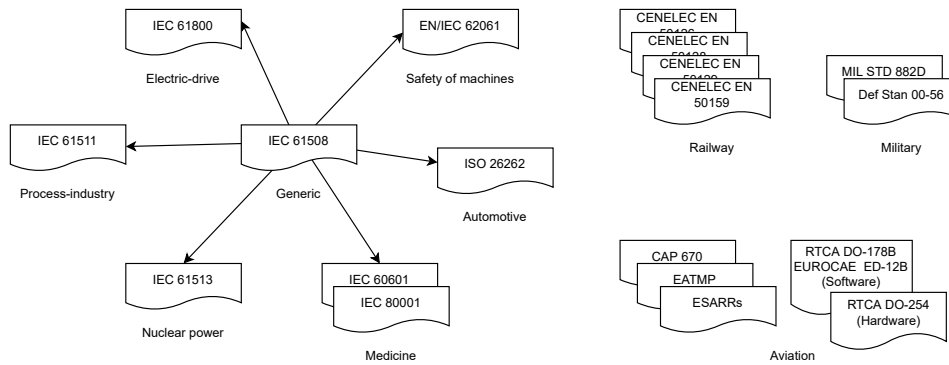 IEC 61800
Electric-drive
EN/IEC 62061
Safety of machines
IEC 61511
Process-industry
IEC 61508
Generic
ISO 26262
Automotive
IEC 61513
Nuclear power
IEC 60601
IEC 80001
Medicine
CENELEC EN
CENELEC EN
CENELEC EN
CENELEC EN
50159
Railway
MIL STD 882D
Def Stan 00-56
Military
CAP 670
EATMP
ESARRs
RTCA DO-178B
EUROCAE ED-12B
(Software)
RTCA DO-254
(Hardware)
Aviation